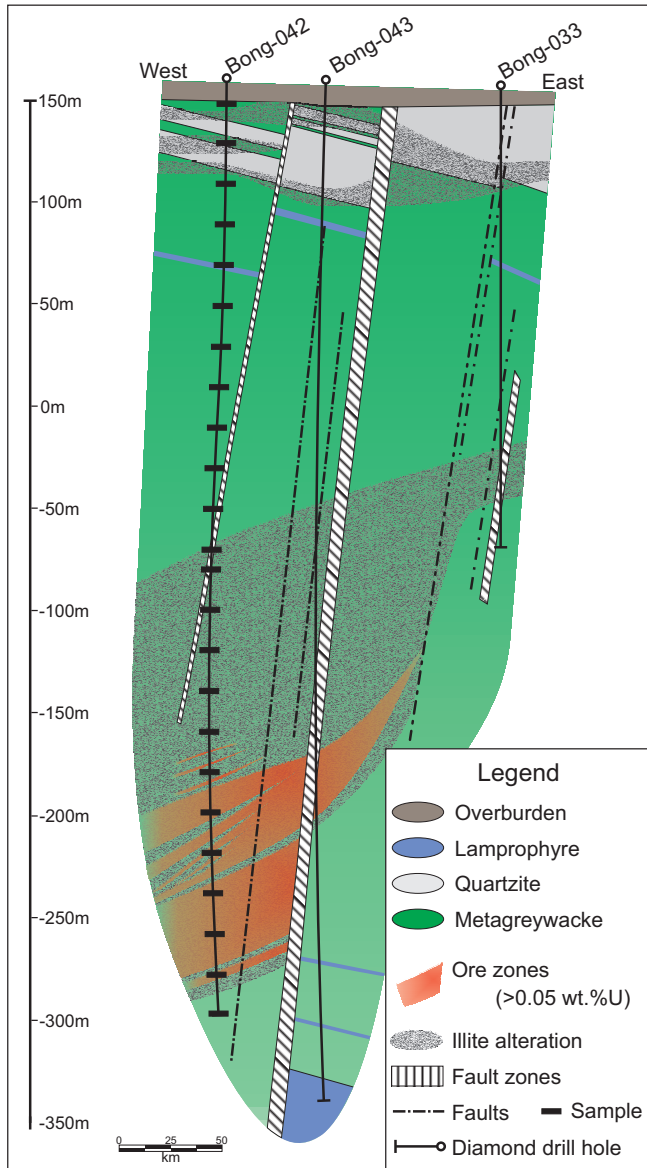 Bong-042
Bong-043
Bong-033
West
East
150m
100m
50m
0m
-50m
-100m
-150m
-200m
-250m
-300m
-350m
0 25 50
km
Legend
Overburden
Lamprophyre
Quartzite
Metagreywacke
Ore zones
(>0.05 wt.%U)
Illite alteration
Fault zones
Faults Sample
Diamond drill hole